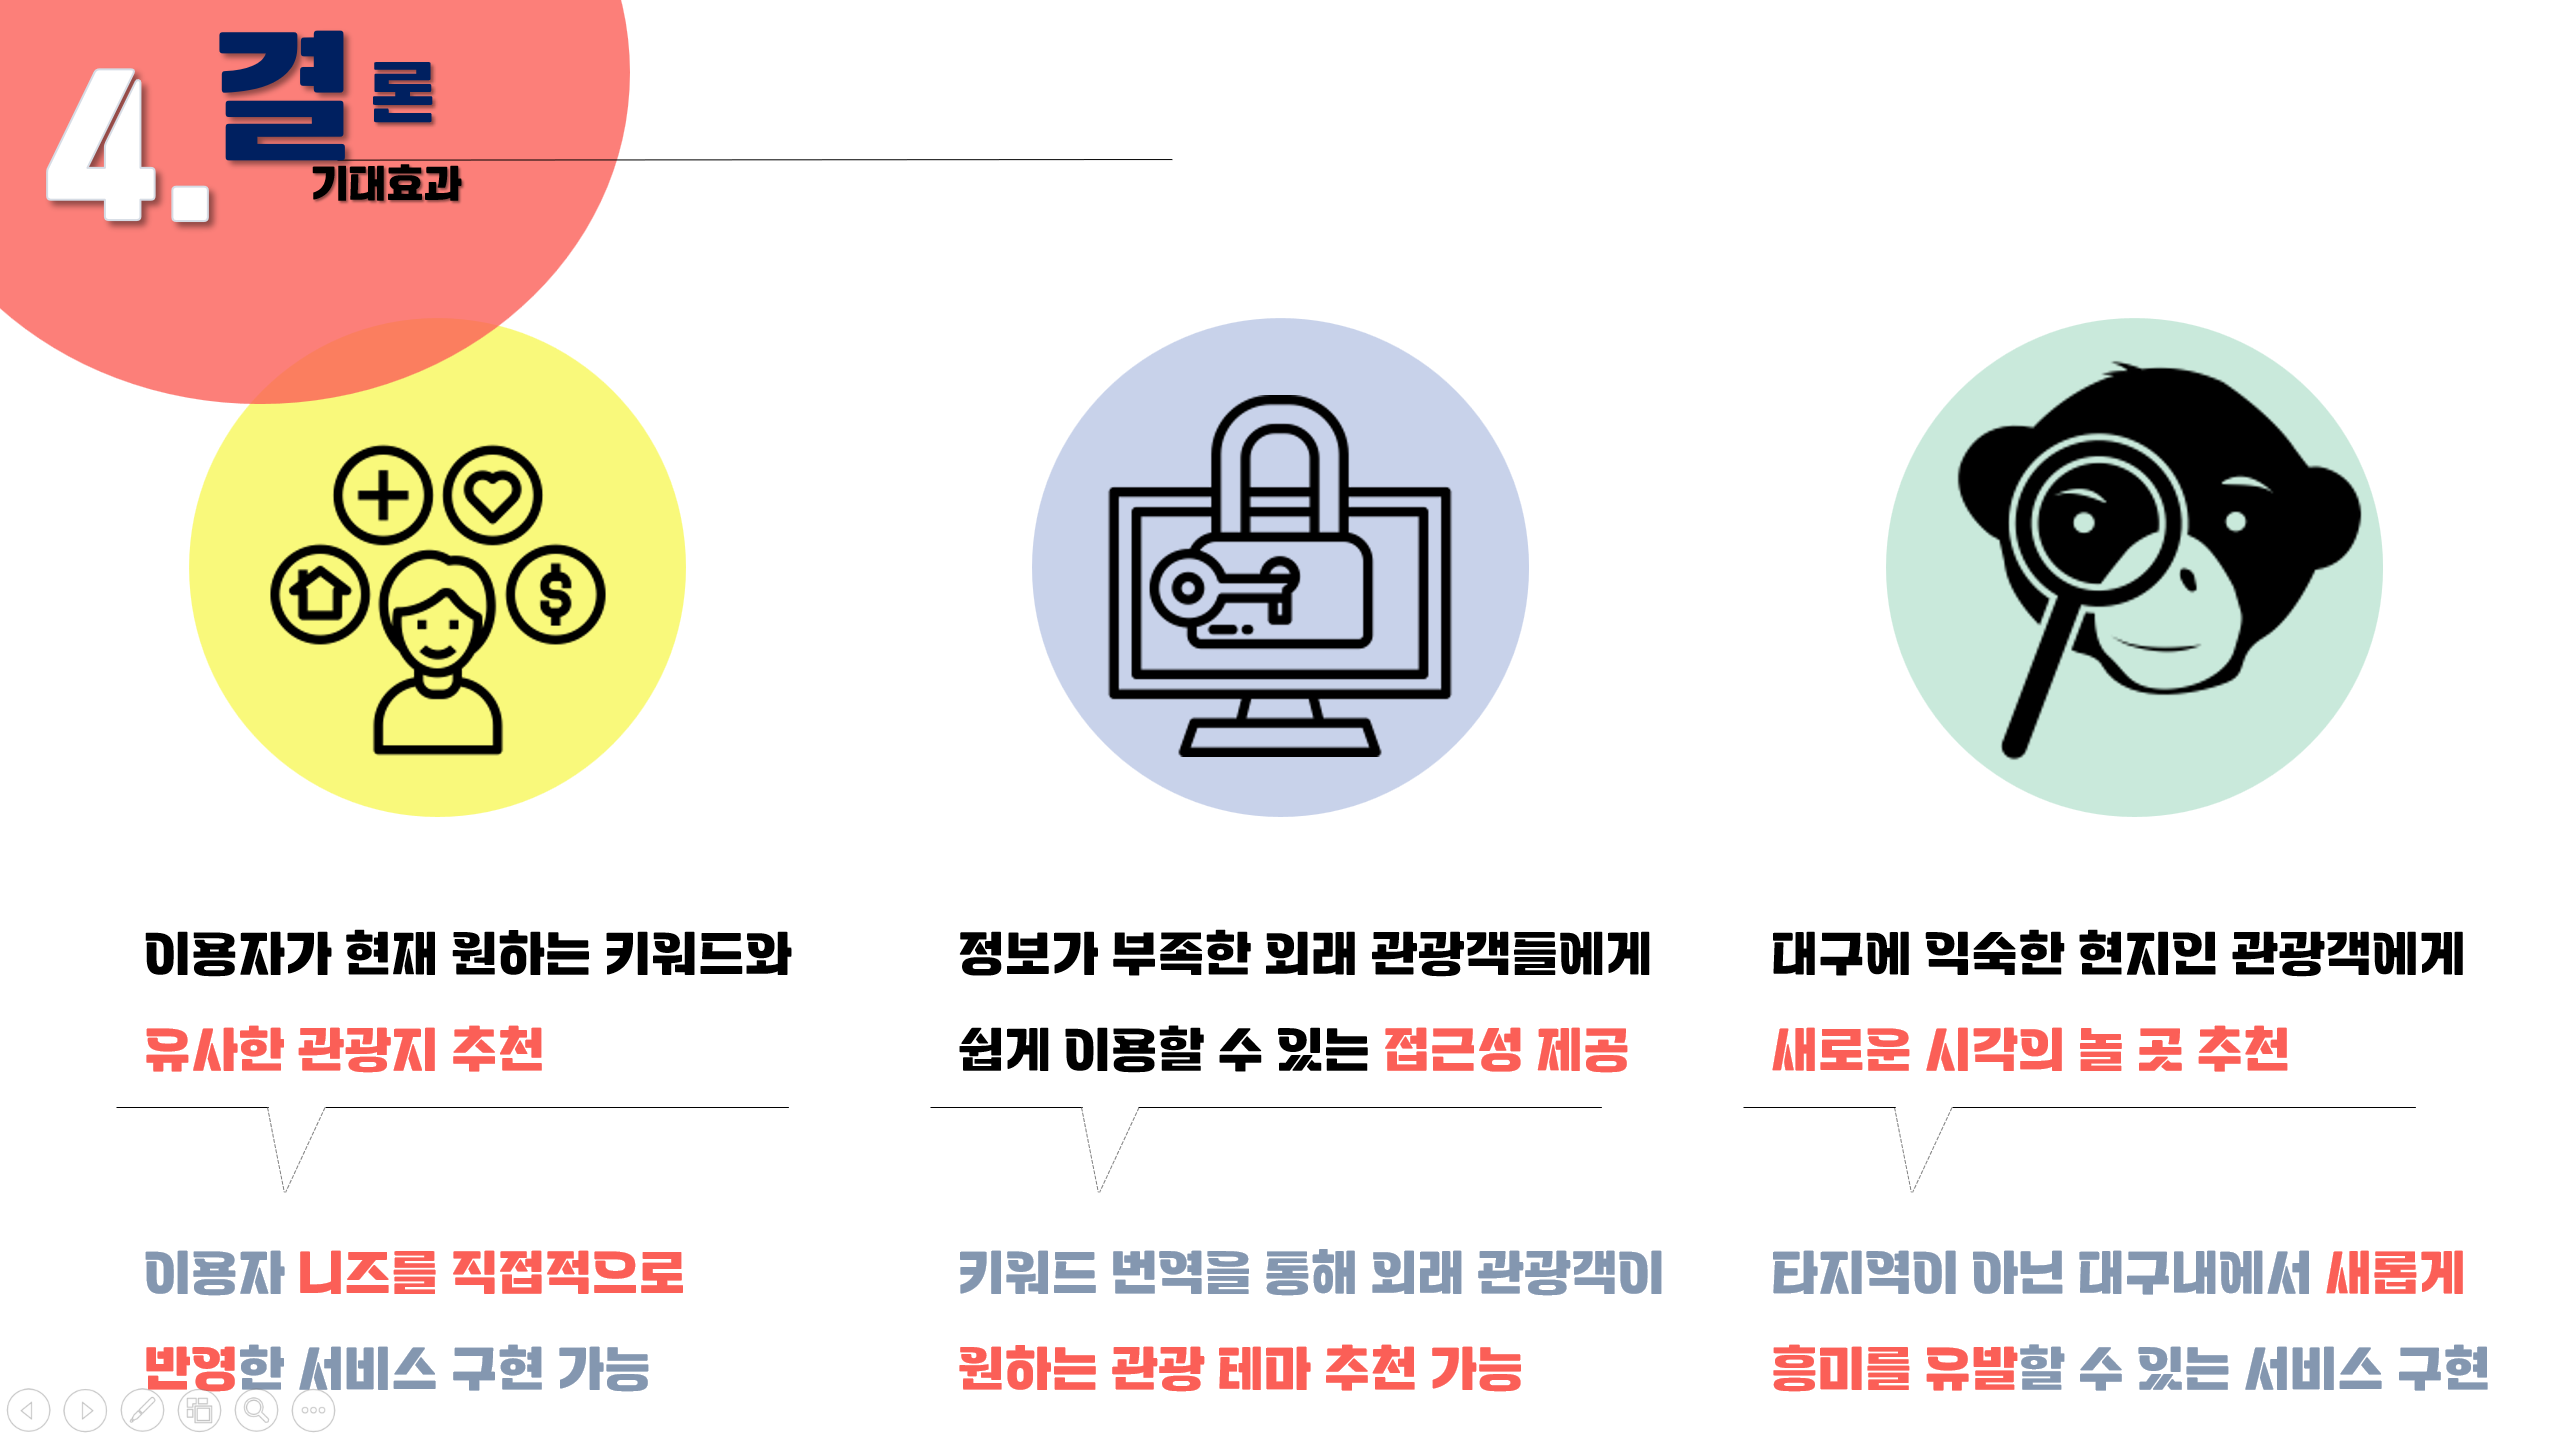 4. 결론
기대효과
이용자가 현재 원하는 키워드와
유사한 관광지 추천
이용자 니즈를 직접적으로
반영한 서비스 구현 가능
정보가 부족한 외래 관광객들에게
쉽게 이용할 수 있는 접근성 제공
키워드 번역을 통해 외래 관광객이
원하는 관광 테마 추천 가능
대구에 익숙한 현지인 관광객에게
새로운 시각의 놀 곳 추천
타지역이 아닌 대구내에서 새롭게
흥미를 유발할 수 있는 서비스 구현